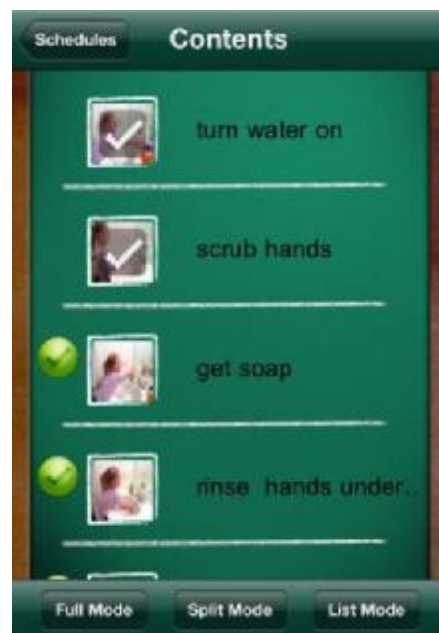 Schedules
Contents
turn water on
scrub hands
get soap
rinse hands under..
Full Mode
Split Mode
List Mode